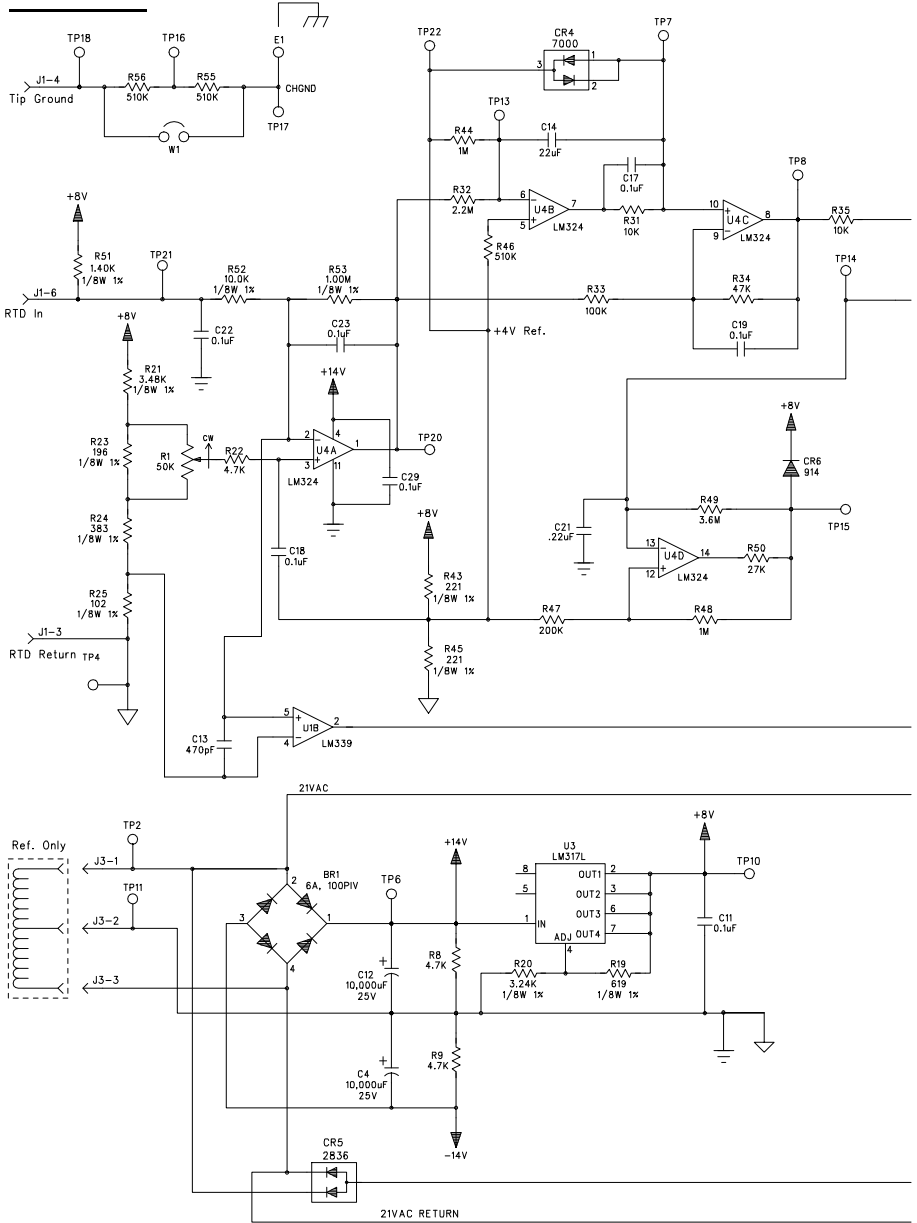 TP18
TP16
E1
J1-4
Tip Ground
R56
510K
R55
510K
CHGND
TP17
W1
TP22
CR4
7000
3
1
2
TP7
TP13
R44
1M
C14
22uF
C17
0.1uF
R32
2.2M
6
5
U4B
7
LM324
R31
10K
R46
510K
TP8
10
9
U4C
8
LM324
R35
10K
TP14
+8V
R51
1.40K
1/8W 1%
TP21
J1-6
RTD In
R52
10.0K
1/8W 1%
R53
1.00M
1/8W 1%
C22
0.1uF
C23
0.1uF
R33
100K
R34
47K
C19
0.1uF
+4V Ref.
+8V
R21
3.48K
1/8W 1%
+14V
R23
196
1/8W 1%
R1
50K
CW
R22
4.7K
2
3
U4A
4
11
1
LM324
TP20
C29
0.1uF
R24
383
1/8W 1%
C18
0.1uF
R25
102
1/8W 1%
J1-3
RTD Return
TP4
+8V
R43
221
1/8W 1%
R45
221
1/8W 1%
+8V
CR6
914
R49
3.6M
TP15
C21
.22uF
13
12
U4D
14
LM324
R50
27K
R47
200K
R48
1M
C13
470pF
5
4
U1B
2
LM339
21VAC
Ref. Only
TP2
J3-1
TP11
J3-2
J3-3
BR1
6A, 100PIV
2
3
1
4
TP6
+14V
U3
LM317L
8
5
1
IN
OUT1
2
OUT2
3
OUT3
6
OUT4
7
ADJ
4
+8V
TP10
C11
0.1uF
R8
4.7K
C12
10,000uF
25V
+
R20
3.24K
1/8W 1%
R19
619
1/8W 1%
C4
10,000uF
25V
+
R9
4.7K
-14V
CR5
2836
21VAC RETURN